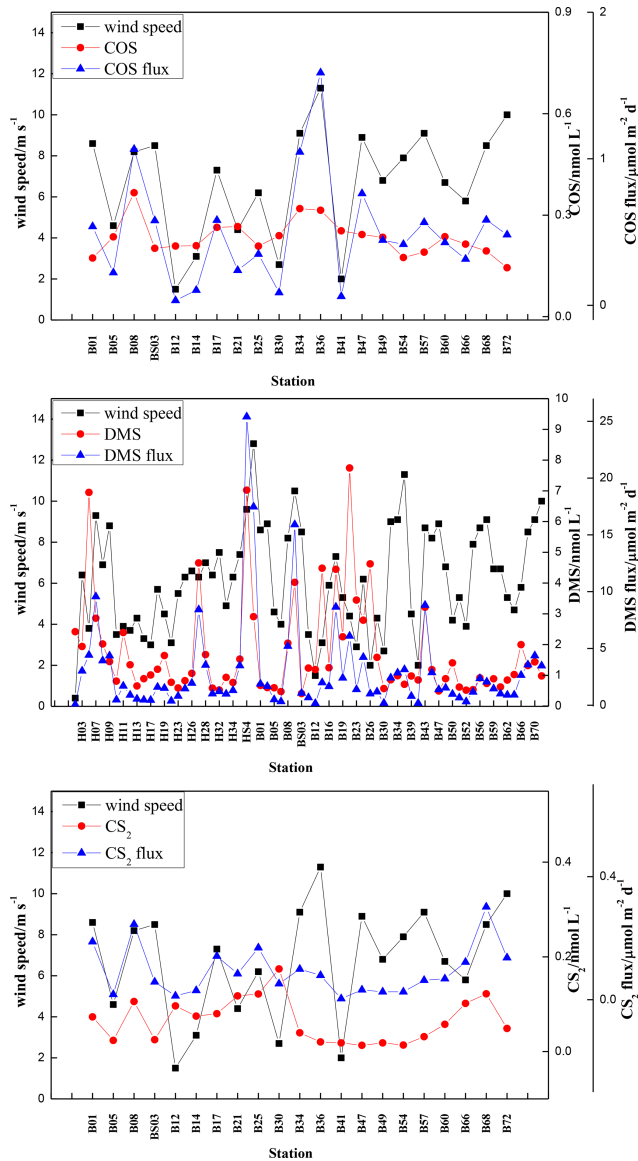 wind speed
COS
COS flux
wind speed/m s⁻¹
0 2 4 6 8 10 12 14
COS/nmol L⁻¹
0.0 0.3 0.6 0.9
COS flux/μmol m⁻² d⁻¹
0 1 2
B01 B05 B08 BS03 B12 B14 B17 B21 B25 B30 B34 B36 B41 B47 B49 B54 B57 B60 B66 B68 B72
Station
wind speed
DMS
DMS flux
wind speed/m s⁻¹
0 2 4 6 8 10 12 14
DMS/nmol L⁻¹
0 1 2 3 4 5 6 7 8 9 10
DMS flux/μmol m⁻² d⁻¹
0 5 10 15 20 25
H03 H07 H09 H11 H13 H17 H19 H23 H26 H28 H32 H34 HS4 B01 B05 B08 BS03 B12 B16 B19 B23 B26 B30 B34 B39 B43 B47 B50 B52 B56 B59 B62 B66 B70
Station
wind speed
CS₂
CS₂ flux
wind speed/m s⁻¹
0 2 4 6 8 10 12 14
CS₂/nmol L⁻¹
0.0 0.2 0.4
CS₂ flux/μmol m⁻² d⁻¹
0.0 0.4
B01 B05 B08 BS03 B12 B14 B17 B21 B25 B30 B34 B36 B41 B47 B49 B54 B57 B60 B66 B68 B72
Station